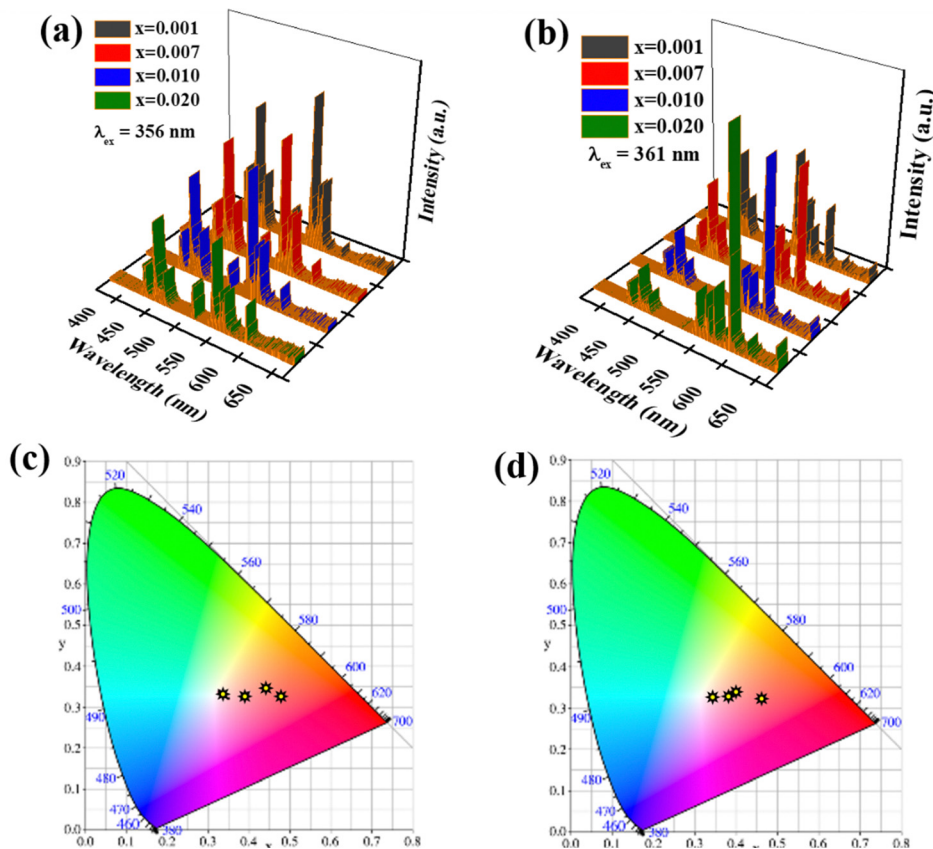 (a)
x=0.001
x=0.007
x=0.010
x=0.020
λex = 356 nm
Intensity (a.u.)
400
450
500
550
600
650
Wavelength (nm)
(b)
x=0.001
x=0.007
x=0.010
x=0.020
λex = 361 nm
Intensity (a.u.)
400
450
500
550
600
650
Wavelength (nm)
(c)
0.9
0.8
0.7
0.6
0.5
y
0.4
0.3
0.2
0.1
0.0
520
540
560
580
600
620
700
500
490
480
470
460
380
0.0 0.1 0.2 0.3 0.4 0.5 0.6 0.7 0.8
x
(d)
0.9
0.8
0.7
0.6
0.5
y
0.4
0.3
0.2
0.1
0.0
520
540
560
580
600
620
700
500
490
480
470
460
380
0.0 0.1 0.2 0.3 0.4 0.5 0.6 0.7 0.8
x